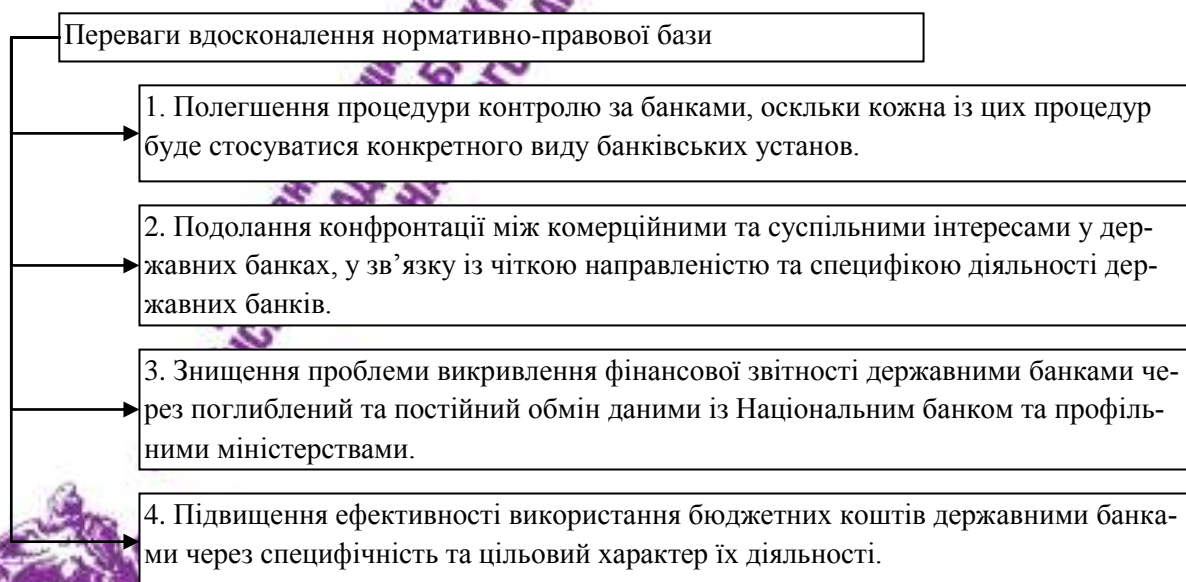 Переваги вдосконалення нормативно-правової бази
1. Полегшення процедури контролю за банками, оскльки кожна із цих процедур
буде стосуватися конкретного виду банківських установ.
2. Подолання конфронтації між комерційними та суспільними інтересами у дер-
жавних банках, у зв’язку із чіткою направленістю та специфікою діяльності дер-
жавних банків.
3. Знищення проблеми викривлення фінансової звітності державними банками че-
рез поглиблений та постійний обмін даними із Національним банком та профіль-
ними міністерствами.
4. Підвищення ефективності використання бюджетних коштів державними банка-
ми через специфічність та цільовий характер їх діяльності.